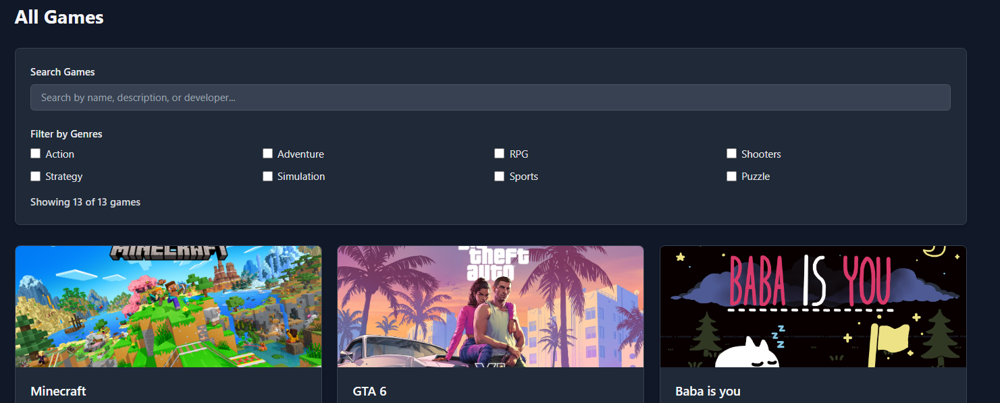 All Games
Search Games
Search by name, description, or developer...
Filter by Genres
Action Adventure RPG Shooters
Strategy Simulation Sports Puzzle
Showing 13 of 13 games
MINECRAFT
theft
auto
VI
BABA IS YOU
z
z
z
Minecraft GTA 6 Baba is you